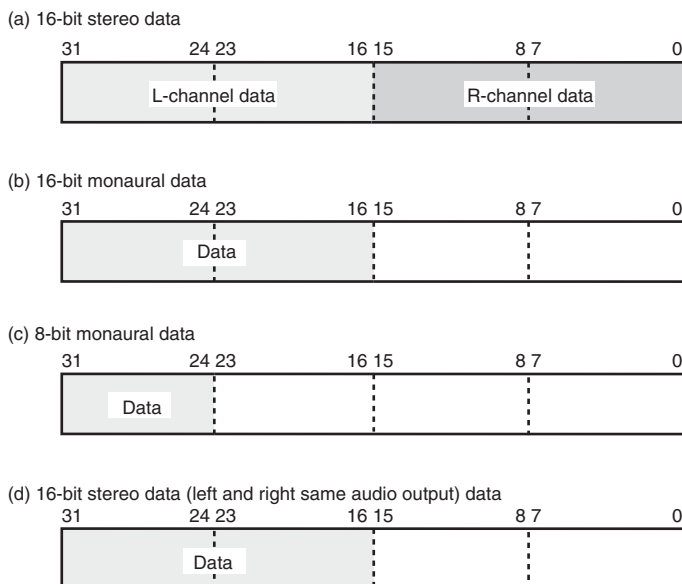 (a) 16-bit stereo data
31 24 23 16 15 8 7 0
L-channel data R-channel data
(b) 16-bit monaural data
31 24 23 16 15 8 7 0
Data
(c) 8-bit monaural data
31 24 23 16 15 8 7 0
Data
(d) 16-bit stereo data (left and right same audio output) data
31 24 23 16 15 8 7 0
Data